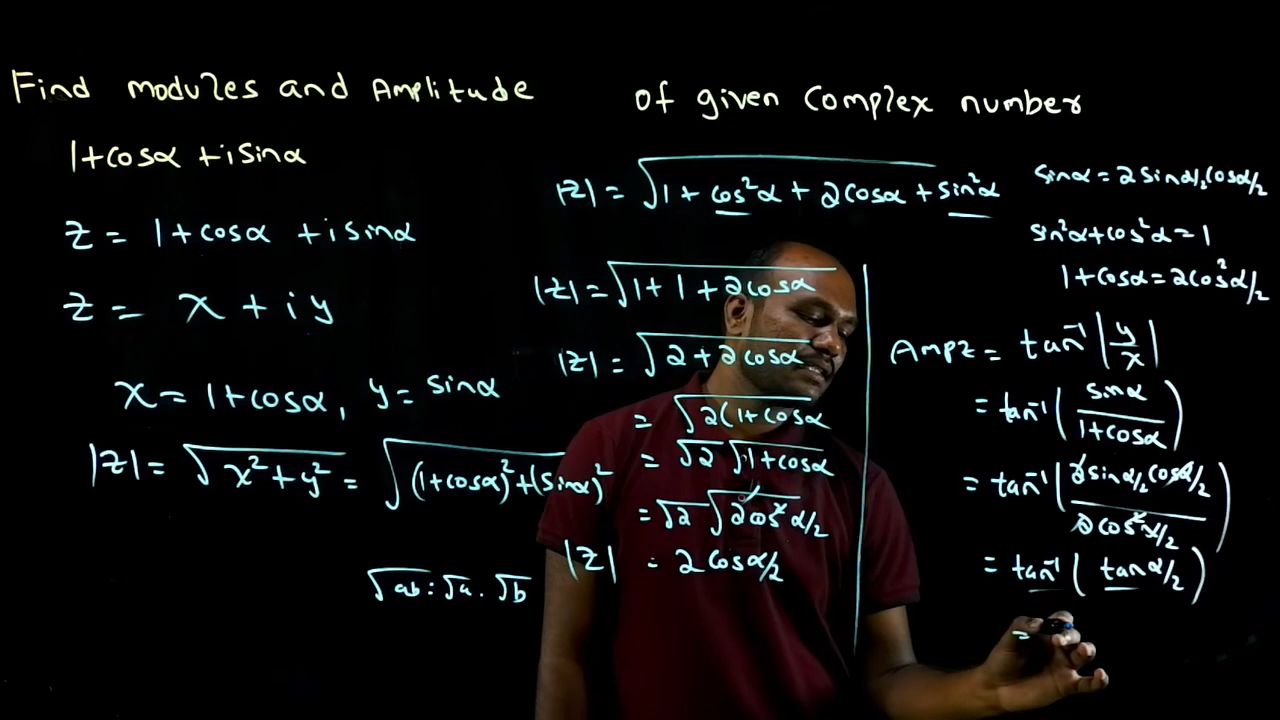 Find modules and Amplitude of given Complex number
1+cosα +isinα
z = 1+cosα +isinα
z = x + iy
x = 1+cosα, y = sinα
|z| = √x²+y² = √(1+cosα)²+(sinα)²
√ab = √a . √b
|z| = √1 + cos²α + 2cosα + sin²α
|z| = √1+1+2cosα
|z| = √2+2cosα
= √2(1+cosα
= √2 √1+cosα
= √2 √2cos²α/2
|z| = 2cosα/2
sinα = 2sinα/2cosα/2
sin²α+cos²α=1
1+cosα=2cos²α/2
Ampz = tan⁻¹|y/x|
= tan⁻¹(sinα/1+cosα)
= tan⁻¹(2sinα/2cosα/2/2cos²α/2)
= tan⁻¹(tanα/2)
=